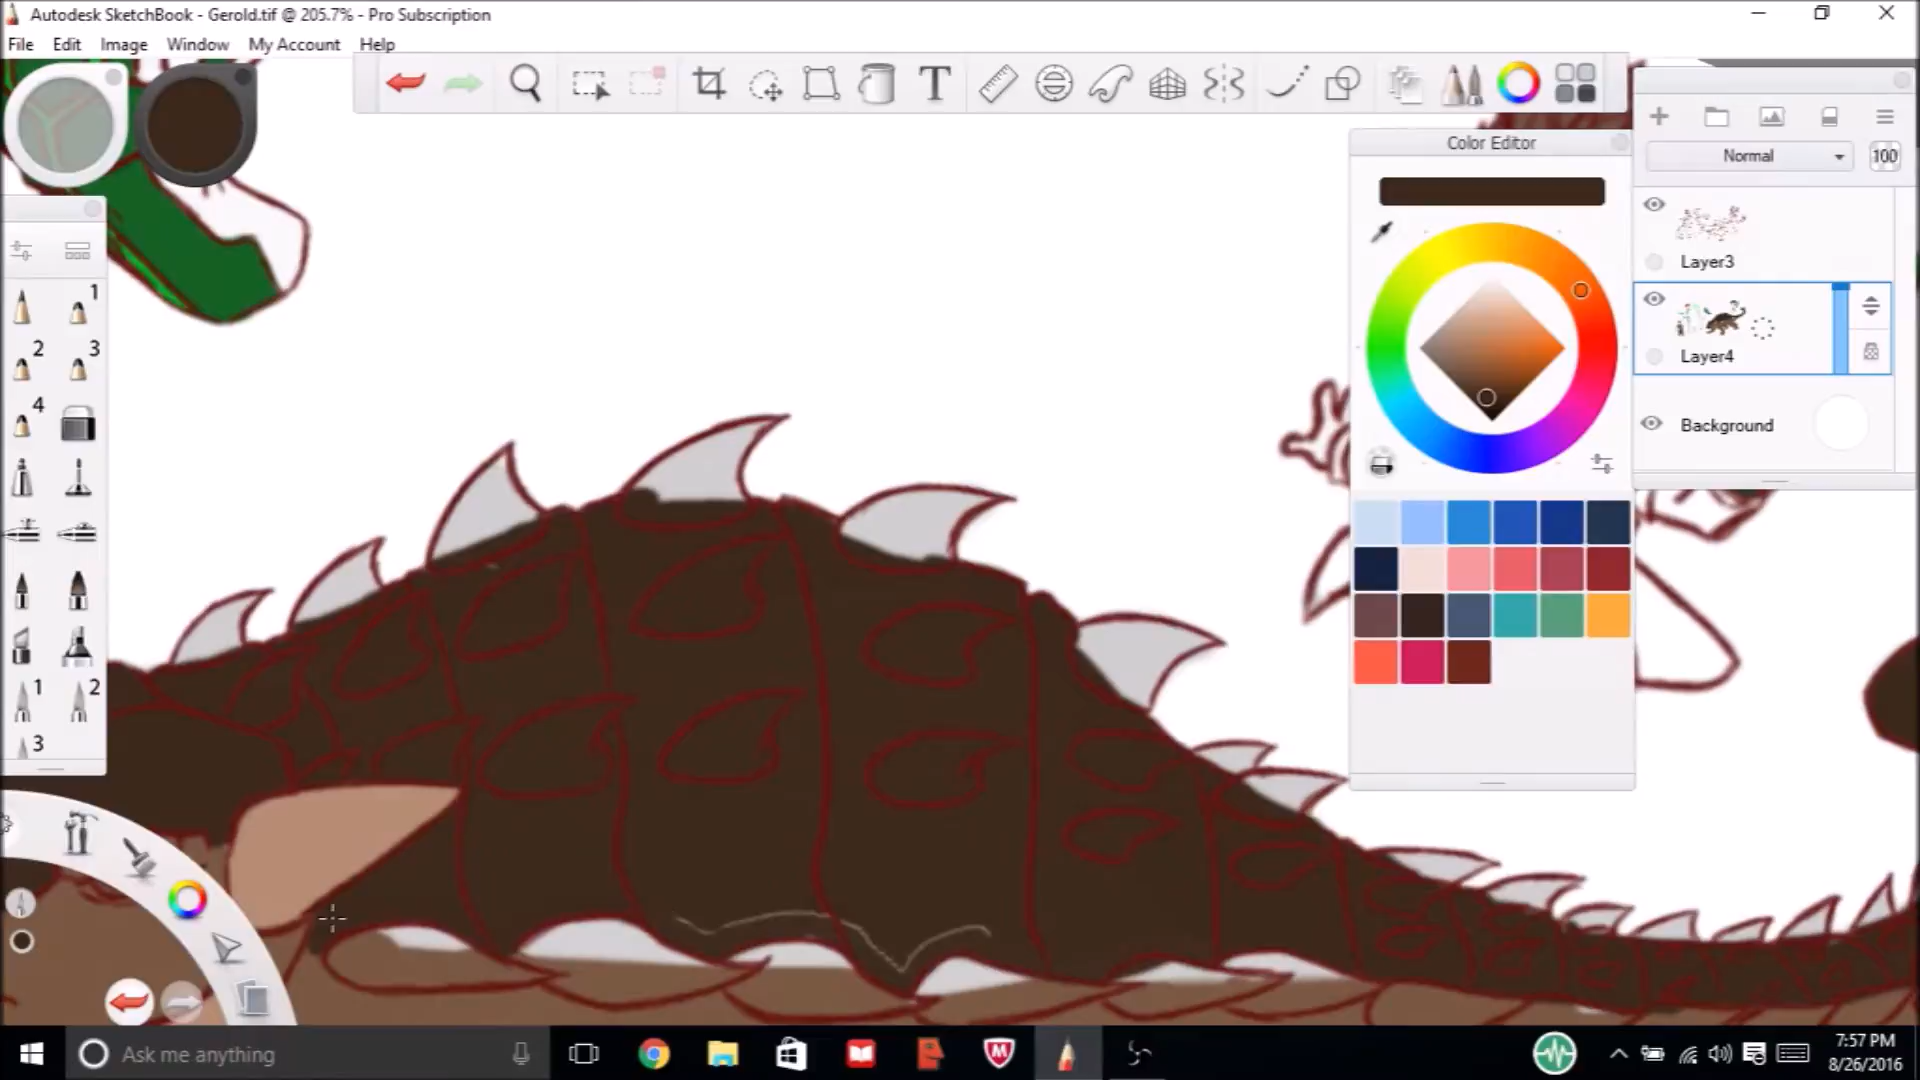 Autodesk SketchBook - Gerold.tif @ 205.7% - Pro Subscription
File Edit Image Window My Account Help
T
Color Editor
Normal 100
Layer3
Layer4
Background
1
2 3
4
1 2
3
Ask me anything
7:57 PM
8/26/2016